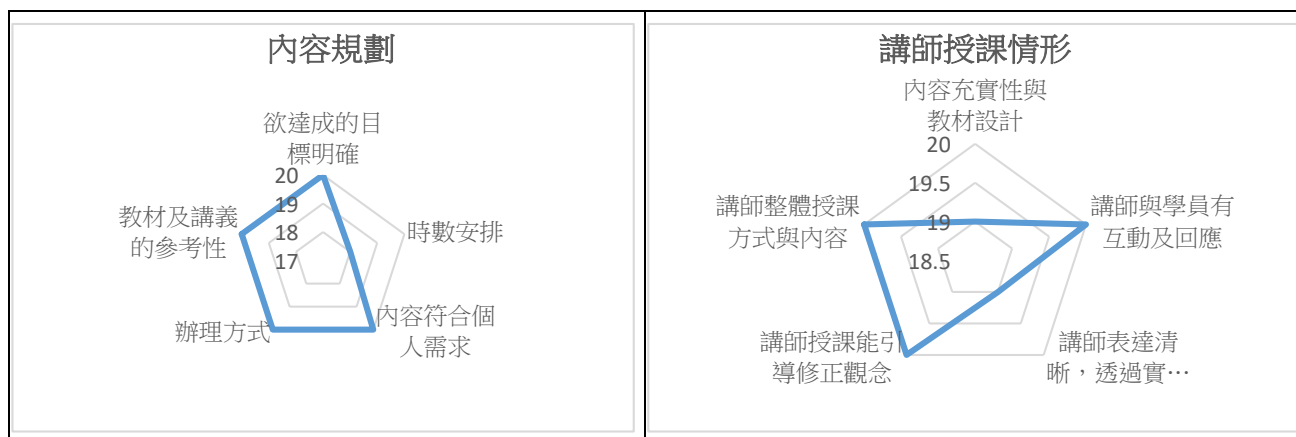 內容規劃
欲達成的目
標明確
20
19
18
17
時數安排
內容符合個
人需求
辦理方式
教材及講義
的參考性
講師授課情形
內容充實性與
教材設計
20
19.5
19
18.5
講師與學員有
互動及回應
講師表達清
晰，透過實…
講師授課能引
導修正觀念
講師整體授課
方式與內容